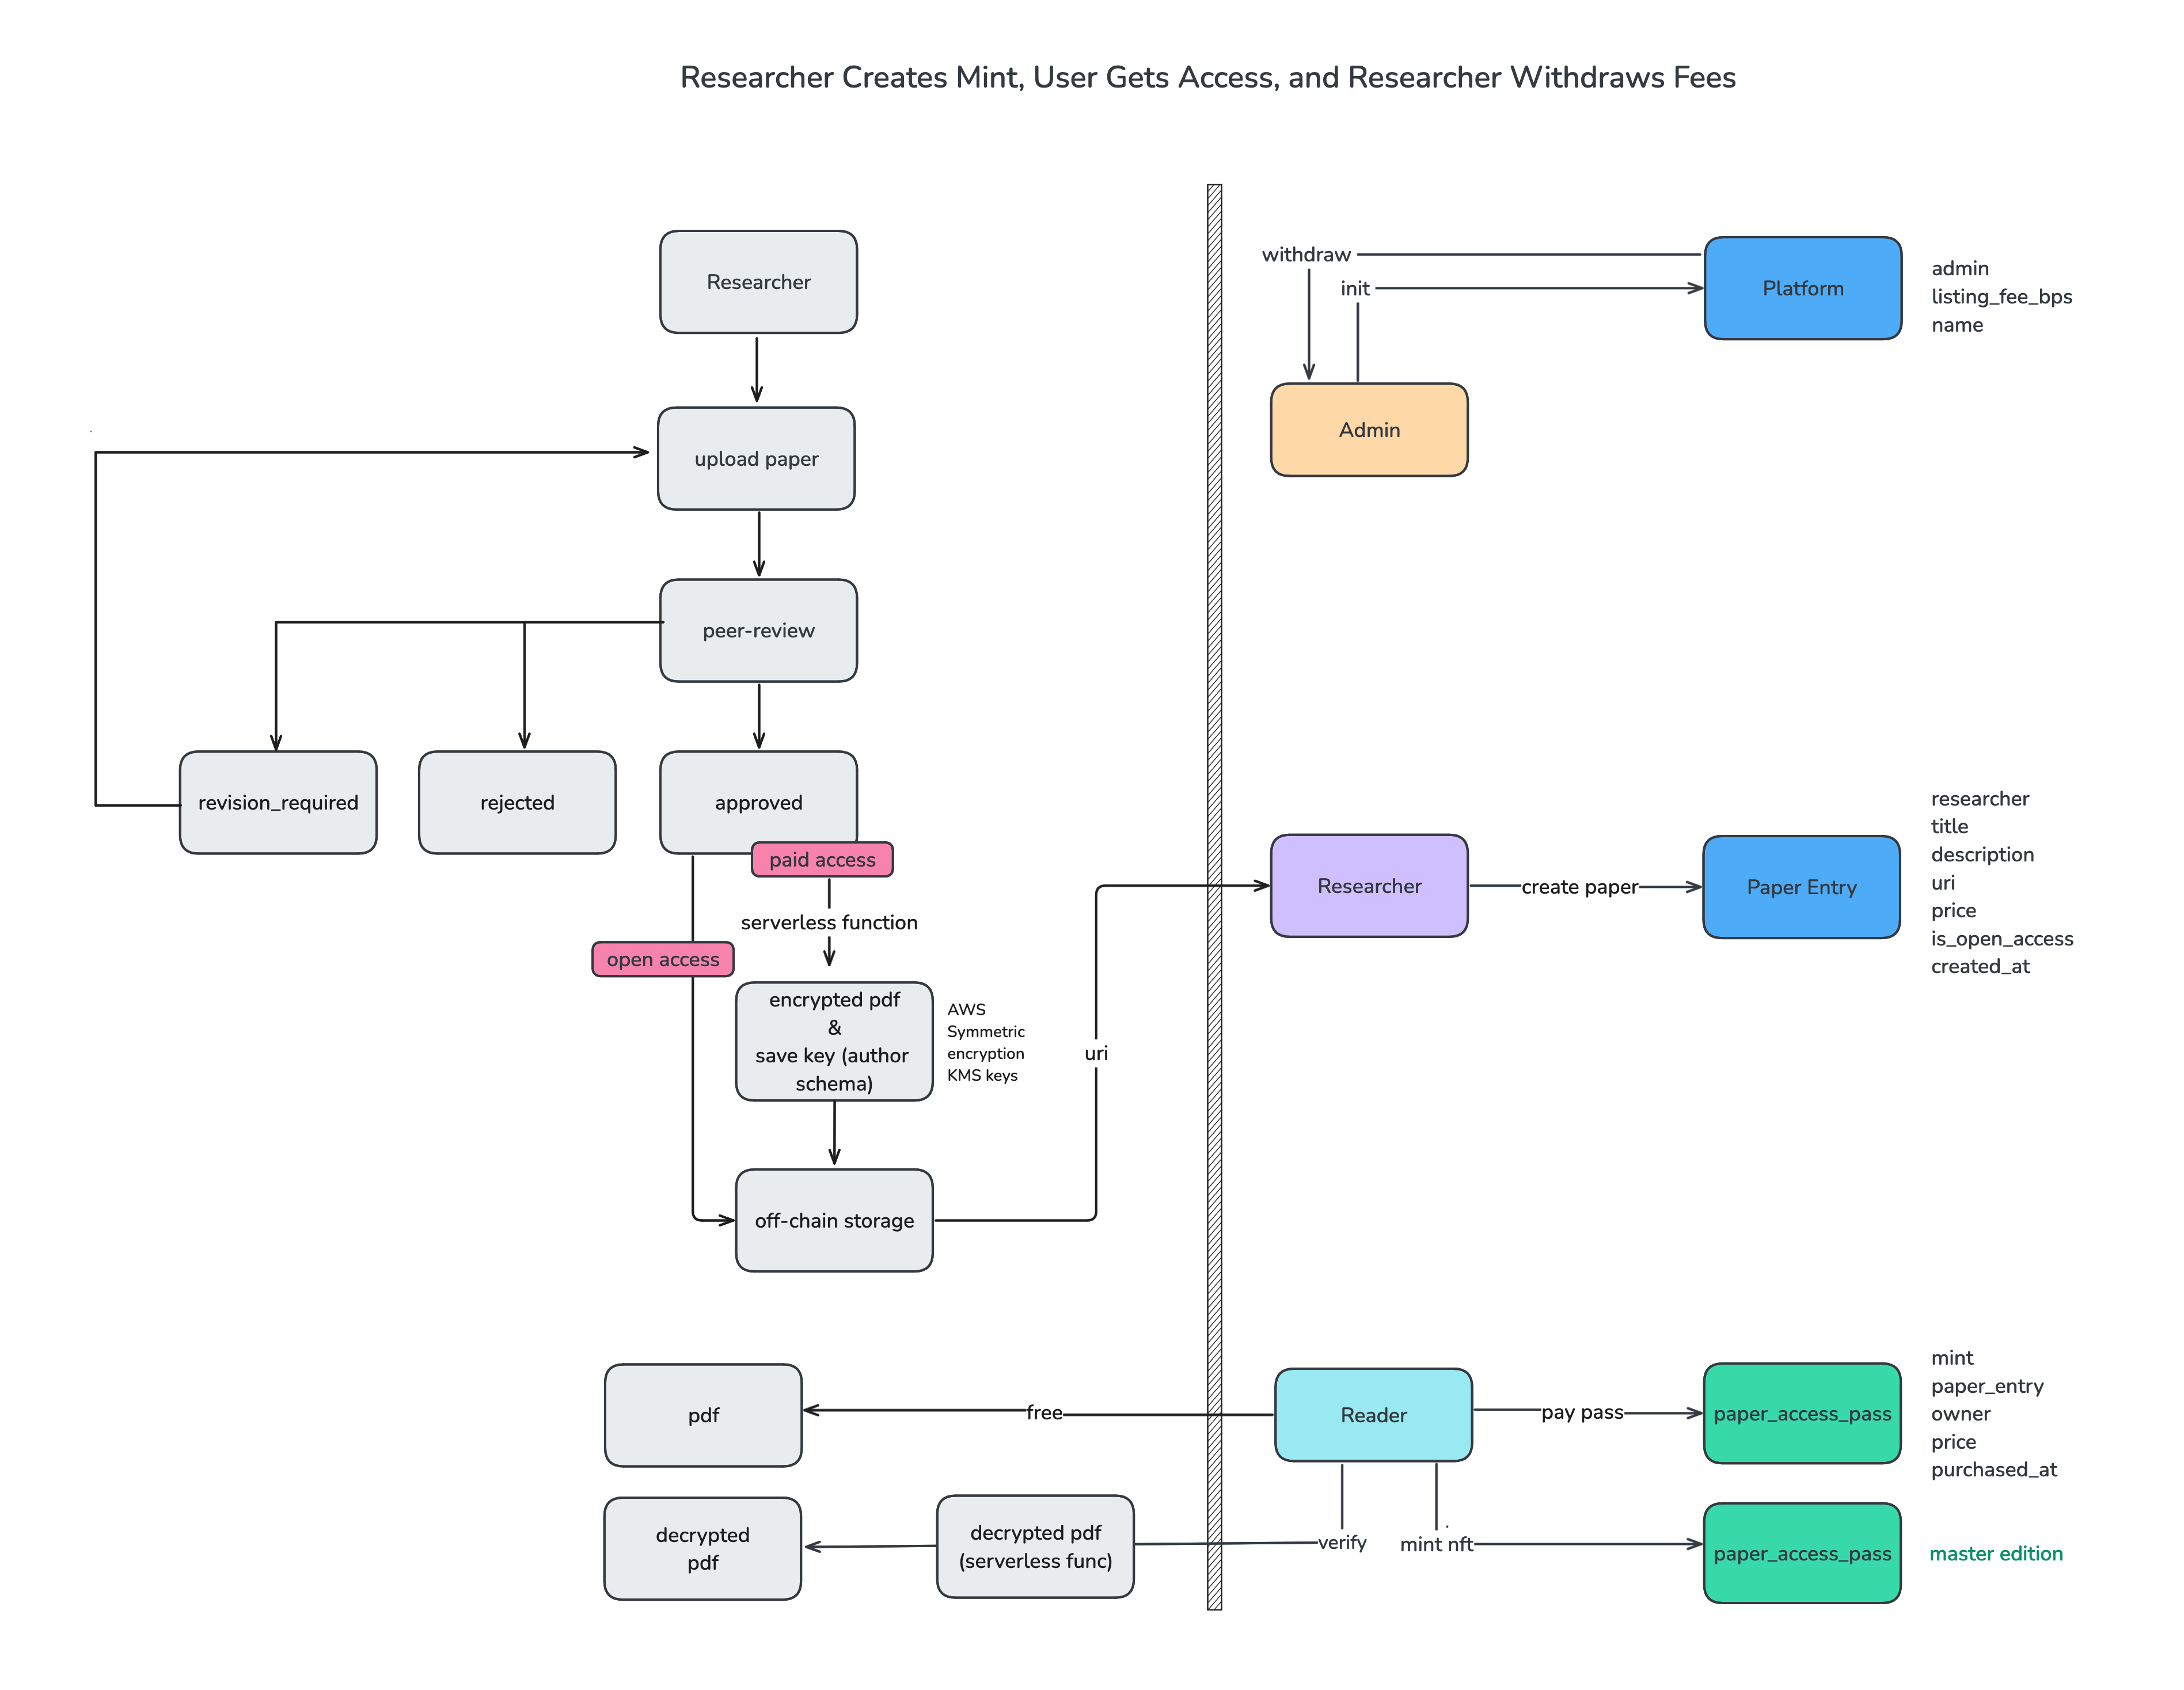 Researcher Creates Mint, User Gets Access, and Researcher Withdraws Fees
Researcher
upload paper
peer-review
revision_required
rejected
approved
paid access
serverless function
open access
encrypted pdf
&
save key (author
schema)
AWS
Symmetric
encryption
KMS keys
off-chain storage
uri
withdraw
init
Platform
admin
listing_fee_bps
name
Admin
Researcher
create paper
Paper Entry
researcher
title
description
uri
price
is_open_access
created_at
pdf
free
Reader
pay pass
paper_access_pass
mint
paper_entry
owner
price
purchased_at
decrypted
pdf
decrypted pdf
(serverless func)
verify
mint nft
paper_access_pass
master edition